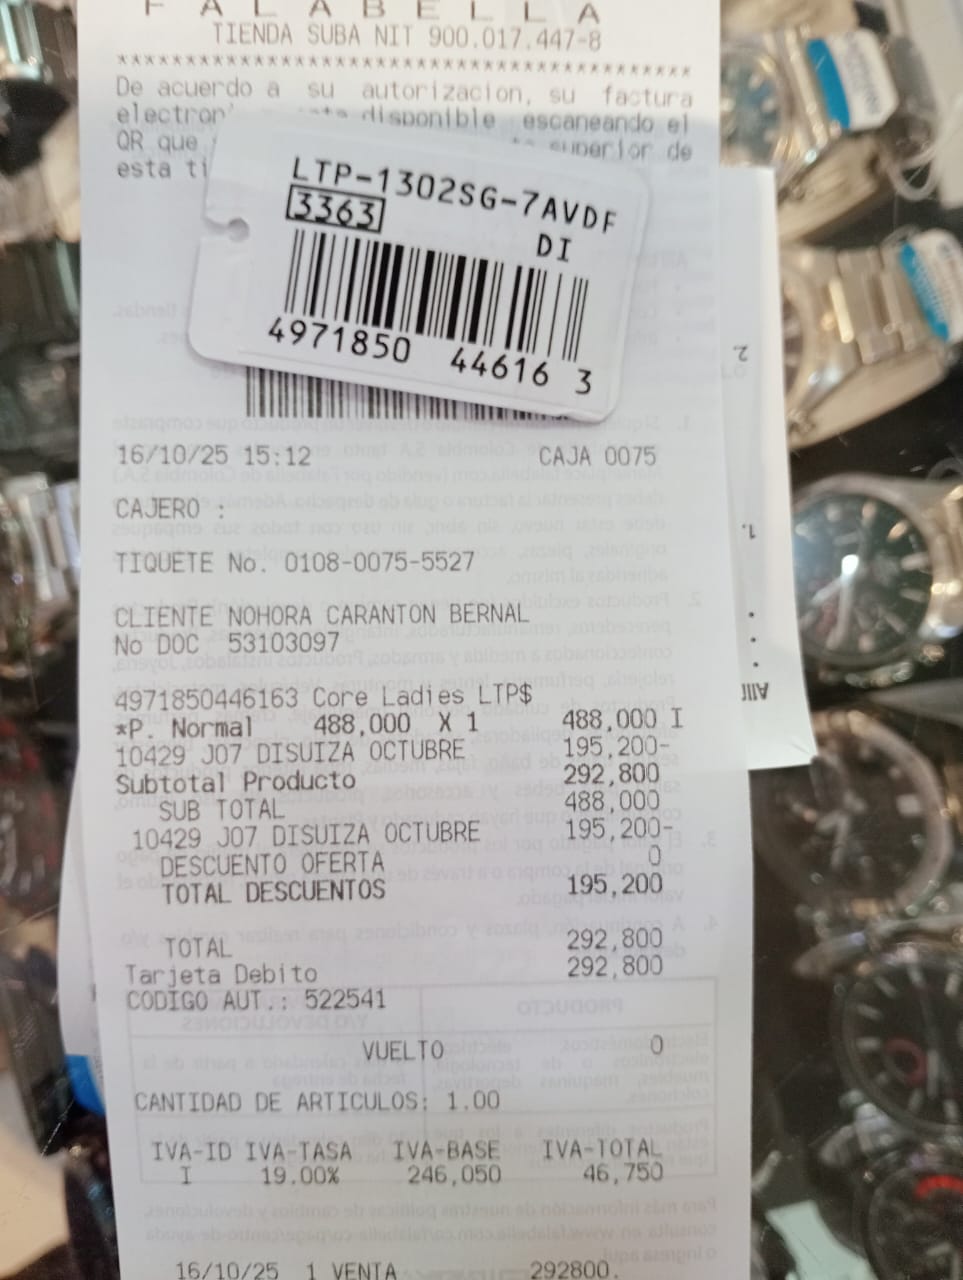 FALABELLA
TIENDA SUBA NIT 900.017.447-8
******************************************
De acuerdo a su autorizacion, su factura
disponible escaneando el
QR que superior de
esta
LTP-1302SG-7AVDF
3363
DI
4971850 44616 3
16/10/25 15:12 CAJA 0075
CAJERO :
TIQUETE No. 0108-0075-5527
CLIENTE NOHORA CARANTON BERNAL
No DOC 53103097
4971850446163 Core Ladies LTP$
*P. Normal 488,000 X 1 488,000 I
10429 J07 DISUIZA OCTUBRE 195,200-
Subtotal Producto 292,800
SUB TOTAL 488,000
10429 J07 DISUIZA OCTUBRE 195,200-
DESCUENTO OFERTA 0
TOTAL DESCUENTOS 195,200
TOTAL 292,800
Tarjeta Debito 292,800
CODIGO AUT.: 522541
VUELTO 0
CANTIDAD DE ARTICULOS: 1.00
IVA-ID IVA-TASA IVA-BASE IVA-TOTAL
I 19.00% 246,050 46,750
16/10/25 1 VENTA 292800.